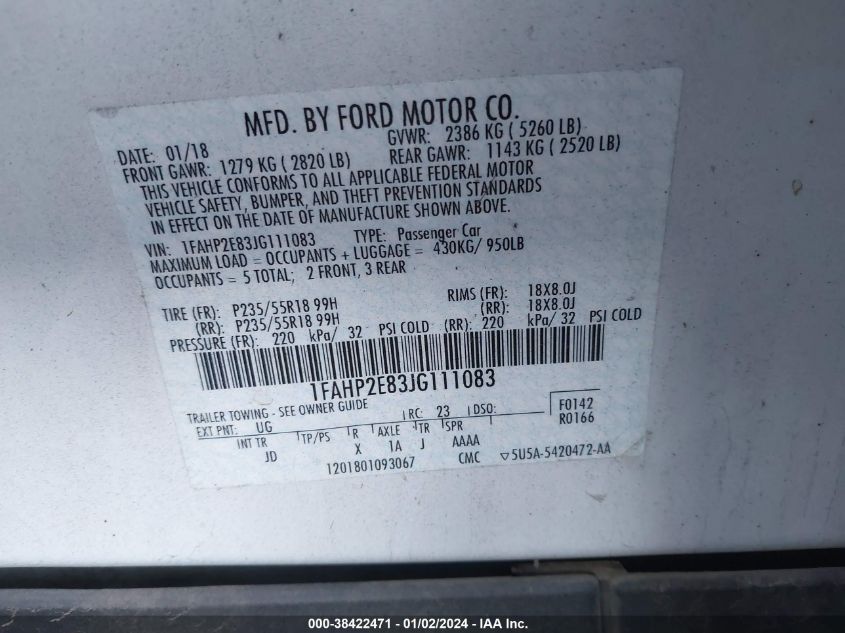 MFD. BY FORD MOTOR CO.
DATE: 01/18 GVWR: 2386 KG ( 5260 LB)
FRONT GAWR: 1279 KG ( 2820 LB) REAR GAWR: 1143 KG ( 2520 LB)
THIS VEHICLE CONFORMS TO ALL APPLICABLE FEDERAL MOTOR
VEHICLE SAFETY, BUMPER, AND THEFT PREVENTION STANDARDS
IN EFFECT ON THE DATE OF MANUFACTURE SHOWN ABOVE.
VIN: 1FAHP2E83JG111083 TYPE: Passenger Car
MAXIMUM LOAD = OCCUPANTS + LUGGAGE = 430KG/ 950LB
OCCUPANTS = 5 TOTAL; 2 FRONT, 3 REAR
TIRE (FR): P235/55R18 99H RIMS (FR): 18X8.0J
(RR): P235/55R18 99H (RR): 18X8.0J
PRESSURE (FR): 220 kPa/ 32 PSI COLD (RR): 220 kPa/ 32 PSI COLD
1FAHP2E83JG111083
TRAILER TOWING - SEE OWNER GUIDE
EXT PNT: UG RC: 23 DSO: F0142
R0166
INT TR TP/PS R AXLE TR SPR
JD X 1A J AAAA
1201801093067 CMC ▽5U5A-5420472-AA
000-38422471 - 01/02/2024 - IAA Inc.